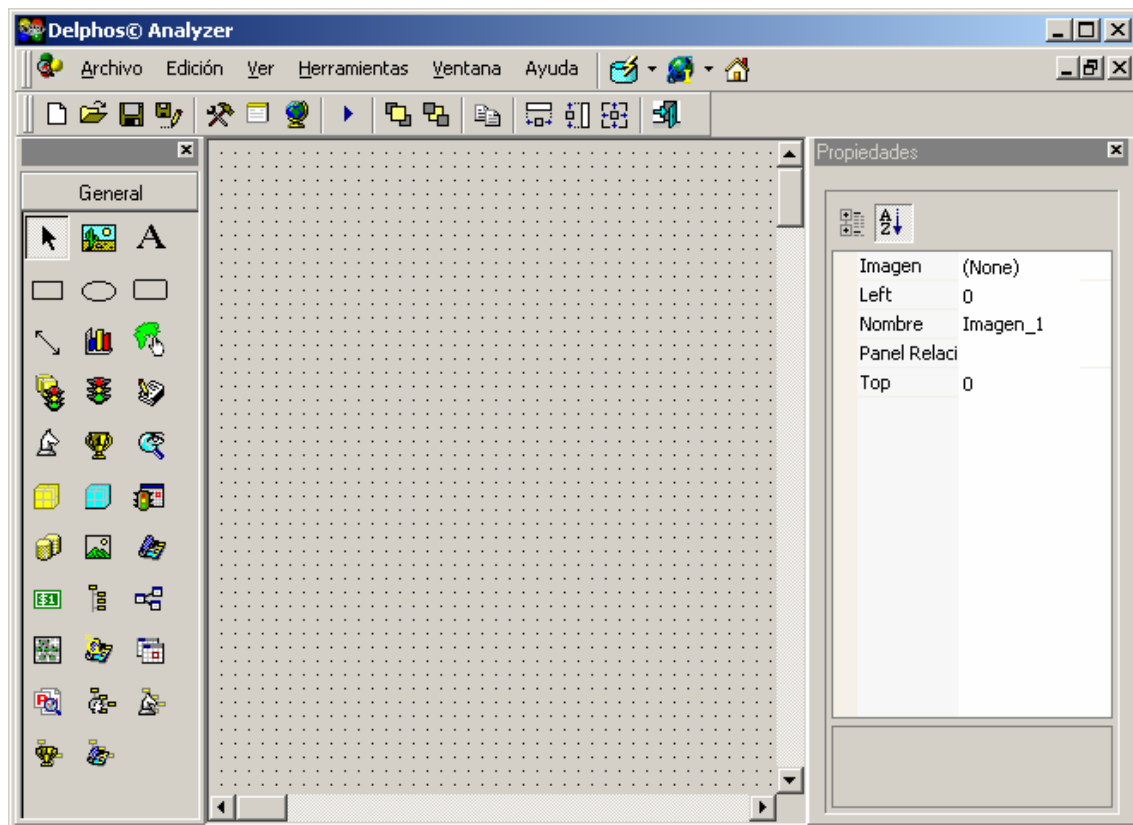 Delphos© Analyzer
Archivo Edición Ver Herramientas Ventana Ayuda
Propiedades
General
A
Imagen (None)
Left 0
Nombre Imagen_1
Panel Relaci
Top 0